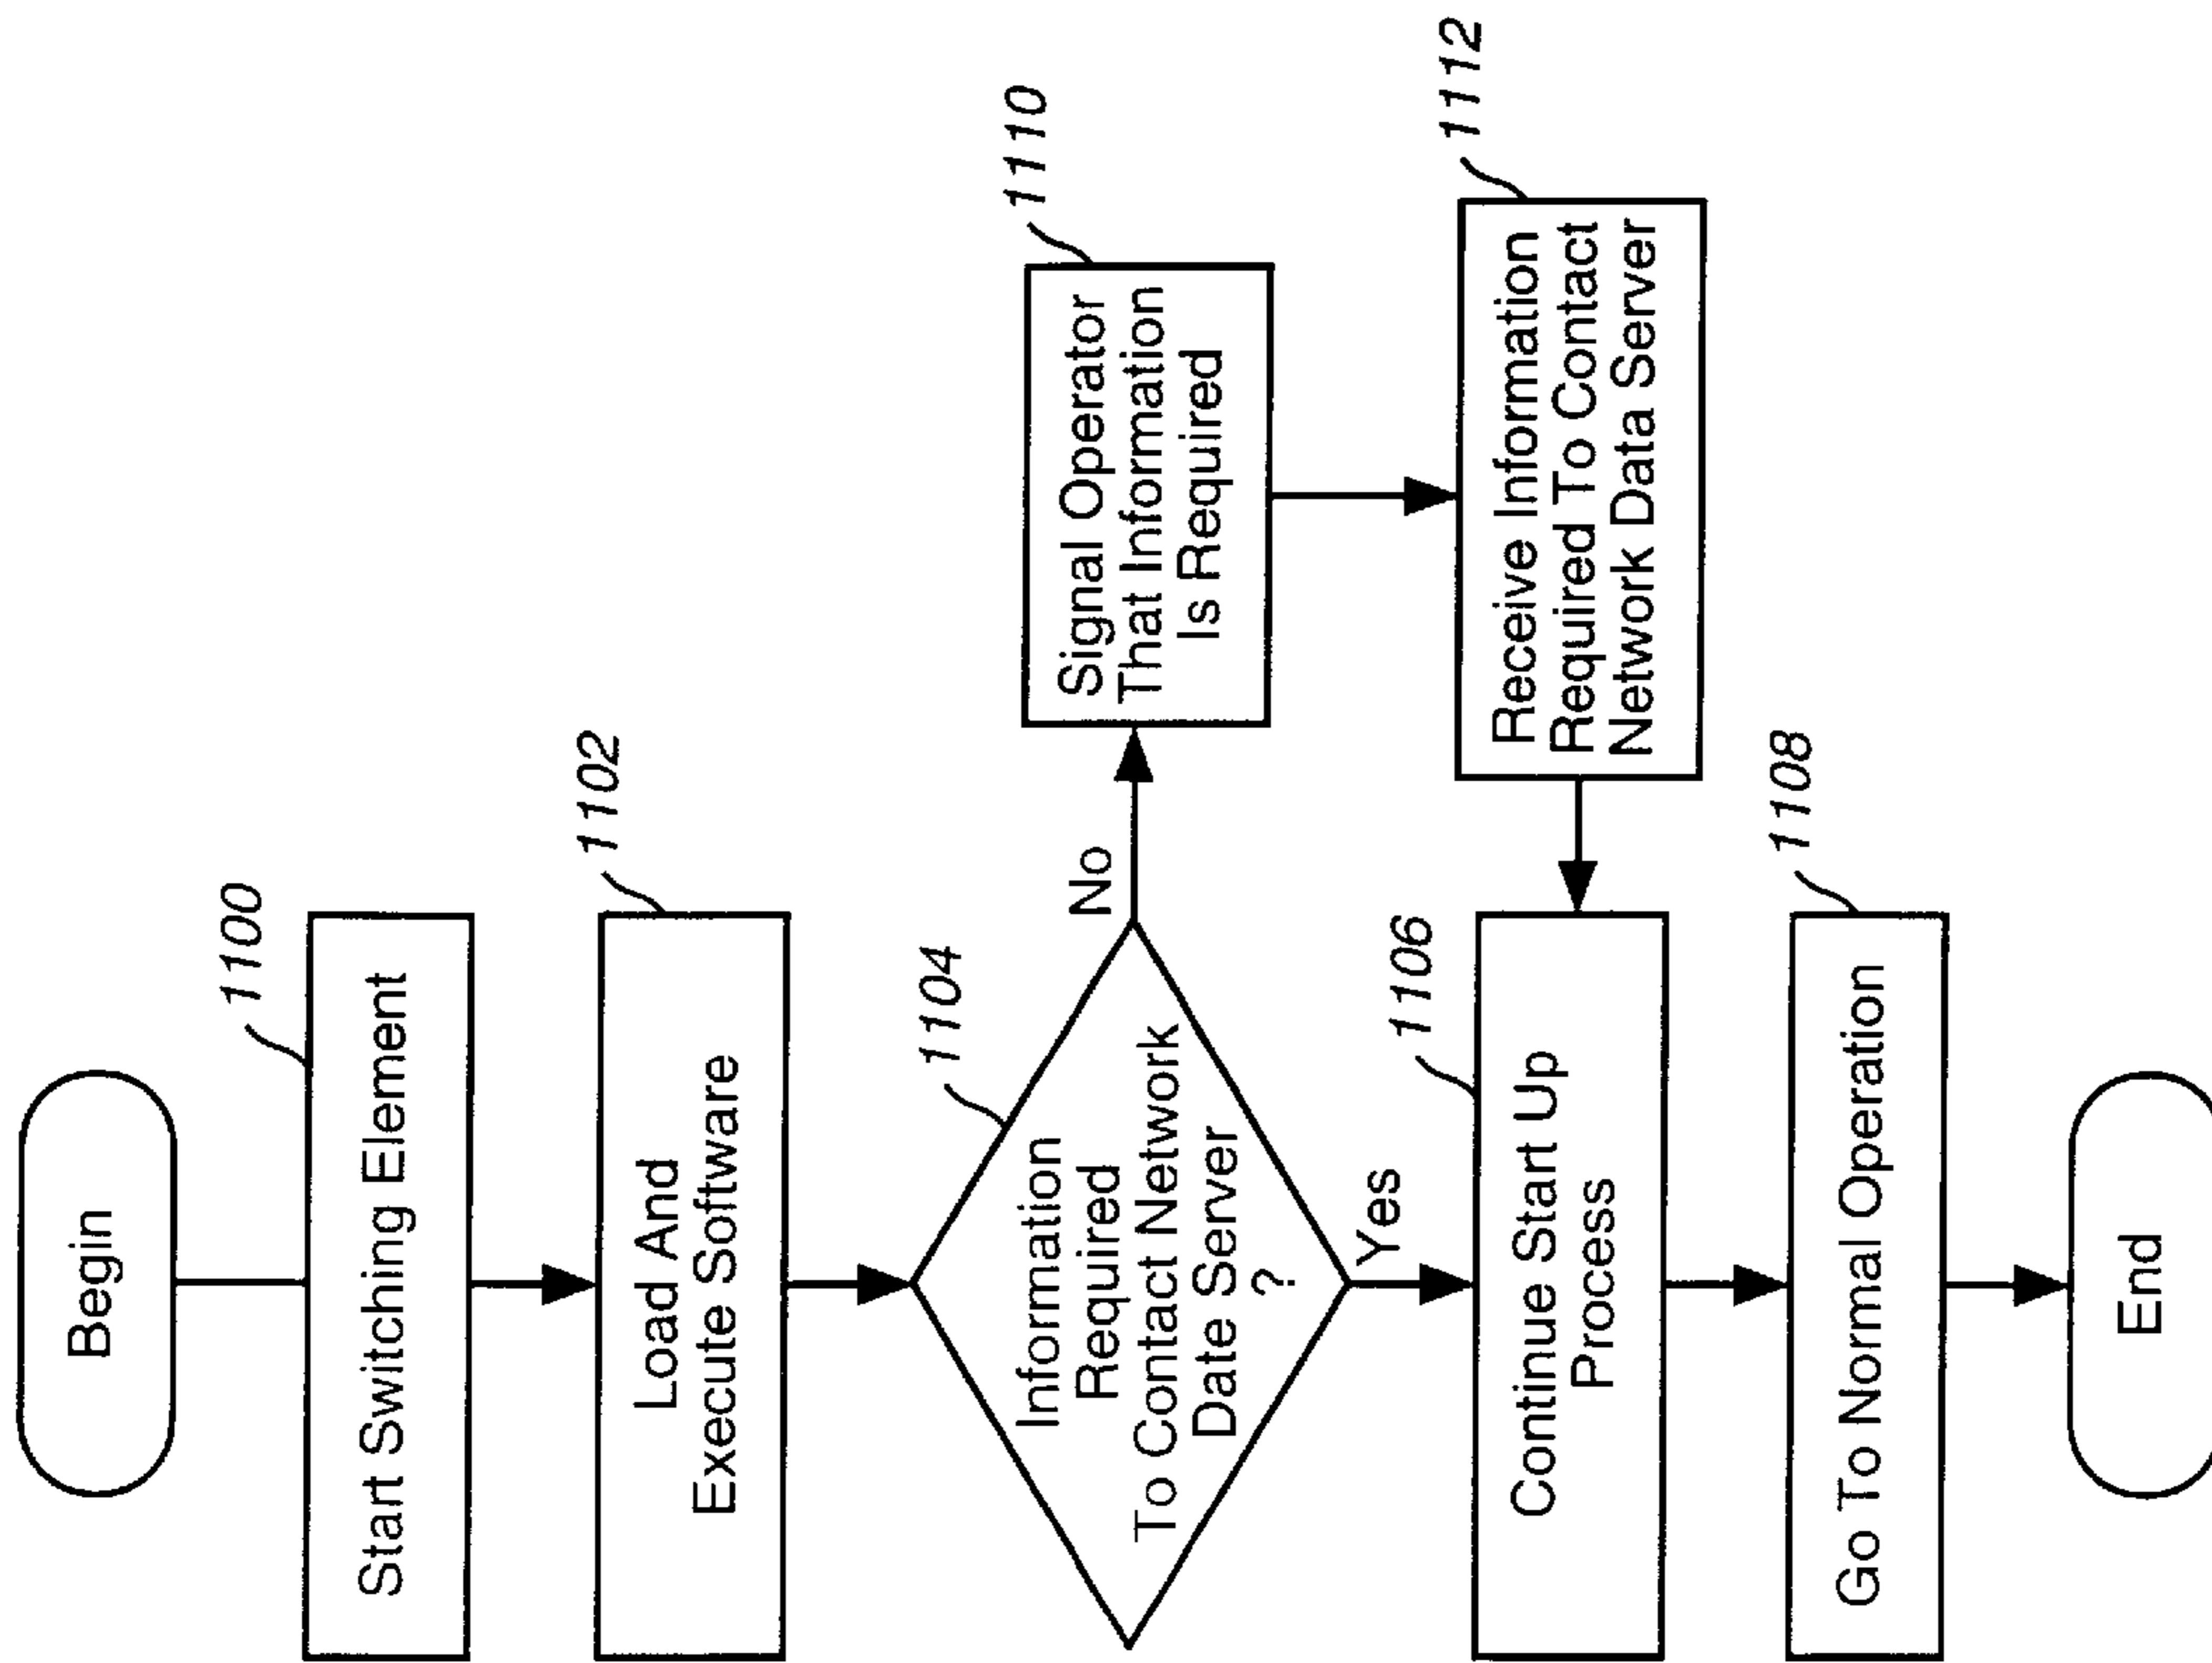 Begin
1100
Start Switching Element
1102
Load And
Execute Software
1104
Information
Required
To Contact Network
Date Server
?
No
1110
Signal Operator
That Information
Is Required
Yes
1112
Receive Information
Required To Contact
Network Data Server
1106
Continue Start Up
Process
1108
Go To Normal Operation
End